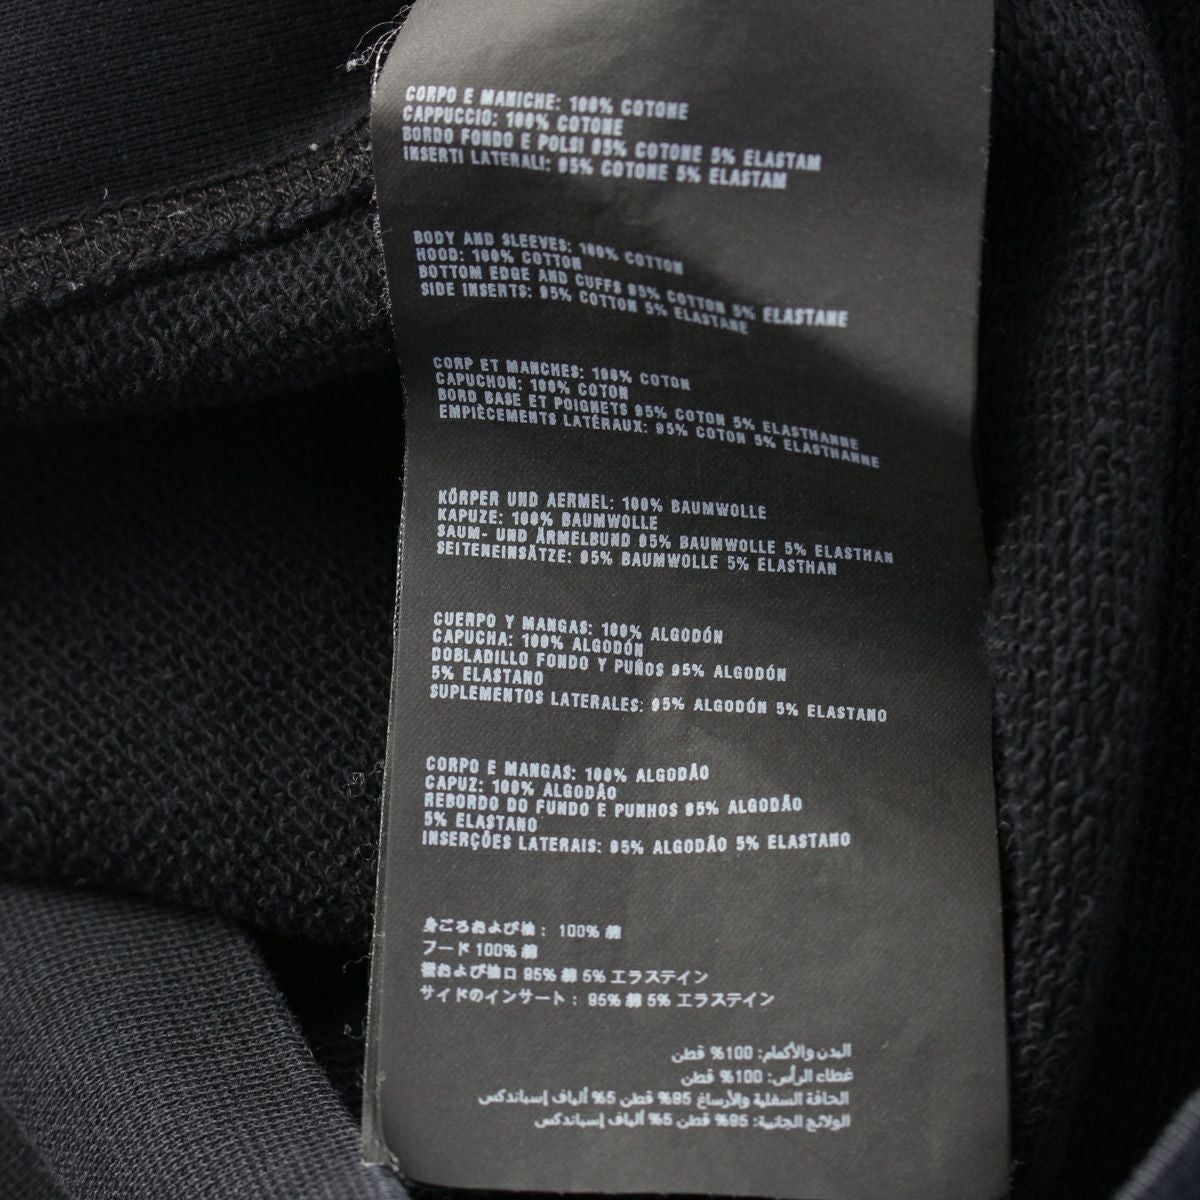 CORPO E MANICHE: 100% COTONE
CAPPUCCIO: 100% COTONE
BORDO FONDO E POLSI 95% COTONE 5% ELASTAM
INSERTI LATERALI: 95% COTONE 5% ELASTAM
BODY AND SLEEVES: 100% COTTON
HOOD: 100% COTTON
BOTTOM EDGE AND CUFFS 95% COTTON 5% ELASTANE
SIDE INSERTS: 95% COTTON 5% ELASTANE
CORP ET MANCHES: 100% COTON
CAPUCHON: 100% COTON
BORD BASE ET POIGNETS 95% COTON 5% ELASTHANNE
EMPIÈCEMENTS LATÉRAUX: 95% COTON 5% ELASTHANNE
KÖRPER UND AERMEL: 100% BAUMWOLLE
KAPUZE: 100% BAUMWOLLE
SAUM- UND ÄRMELBUND 95% BAUMWOLLE 5% ELASTHAN
SEITENEINSÄTZE: 95% BAUMWOLLE 5% ELASTHAN
CUERPO Y MANGAS: 100% ALGODÓN
CAPUCHA: 100% ALGODÓN
DOBLADILLO FONDO Y PUÑOS 95% ALGODÓN
5% ELASTANO
SUPLEMENTOS LATERALES: 95% ALGODÓN 5% ELASTANO
CORPO E MANGAS: 100% ALGODÃO
CAPUZ: 100% ALGODÃO
REBORDO DO FUNDO E PUNHOS 95% ALGODÃO
5% ELASTANO
INSERÇÕES LATERAIS: 95% ALGODÃO 5% ELASTANO
身ごろおよび袖: 100% 綿
フード 100% 綿
裾および袖口 95% 綿 5% エラステイン
サイドのインサート: 95% 綿 5% エラステイン
البدن والأكمام: 100% قطن
غطاء الرأس: 100% قطن
الحافة السفلية والأرساغ 95% قطن 5% ألياف إسباندكس
الولائج الجانبية: 95% قطن 5% ألياف إسباندكس